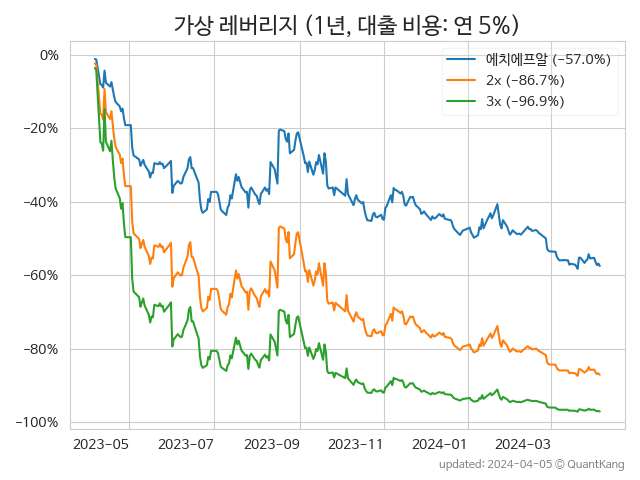 가상 레버리지 (1년, 대출 비용: 연 5%)
에치에프알 (−57.0%)
2x (−86.7%)
3x (−96.9%)
0%
−20%
−40%
−60%
−80%
−100%
2023-05 2023-07 2023-09 2023-11 2024-01 2024-03
updated: 2024-04-05 © QuantKang